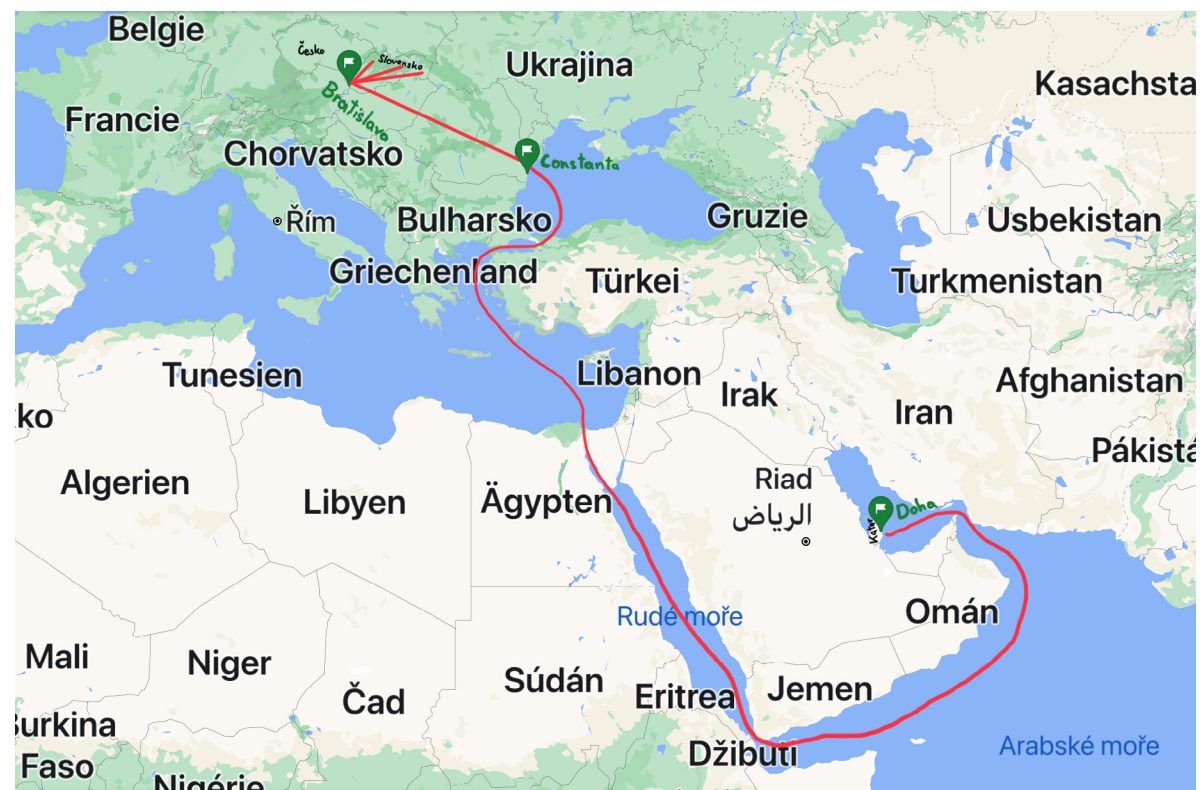 Belgie
Česko
Slovensko
Ukrajina
Kasachsta
Bratislava
Francie
Chorvatsko
Constanta
Řím
Bulharsko
Gruzie
Usbekistan
Griechenland
Türkei
Turkmenistan
Tunesien
Libanon
Irak
Iran
Afghanistan
ko
Pákistá
Algerien
Libyen
Ägypten
Riad
الرياض
Katar
Doha
Rudé moře
Omán
Mali
Niger
Čad
Súdán
Eritrea
Jemen
Burkina
Faso
Džibuti
Arabské moře
Nigérie